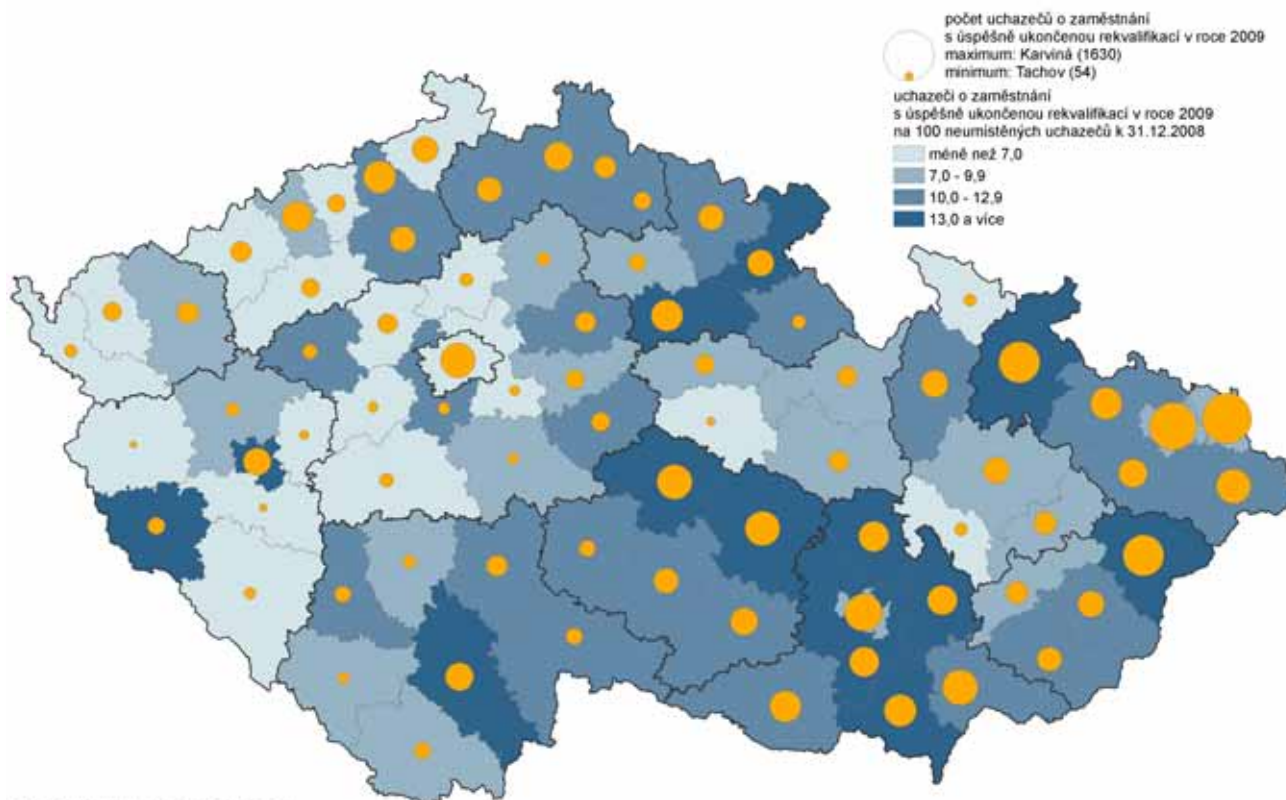 počet uchazečů o zaměstnání
s úspěšně ukončenou rekvalifikací v roce 2009
maximum: Karviná (1630)
minimum: Tachov (54)
uchazeči o zaměstnání
s úspěšně ukončenou rekvalifikací v roce 2009
na 100 neumístěných uchazečů k 31.12.2008
méně než 7,0
7,0 - 9,9
10,0 - 12,9
13,0 a více